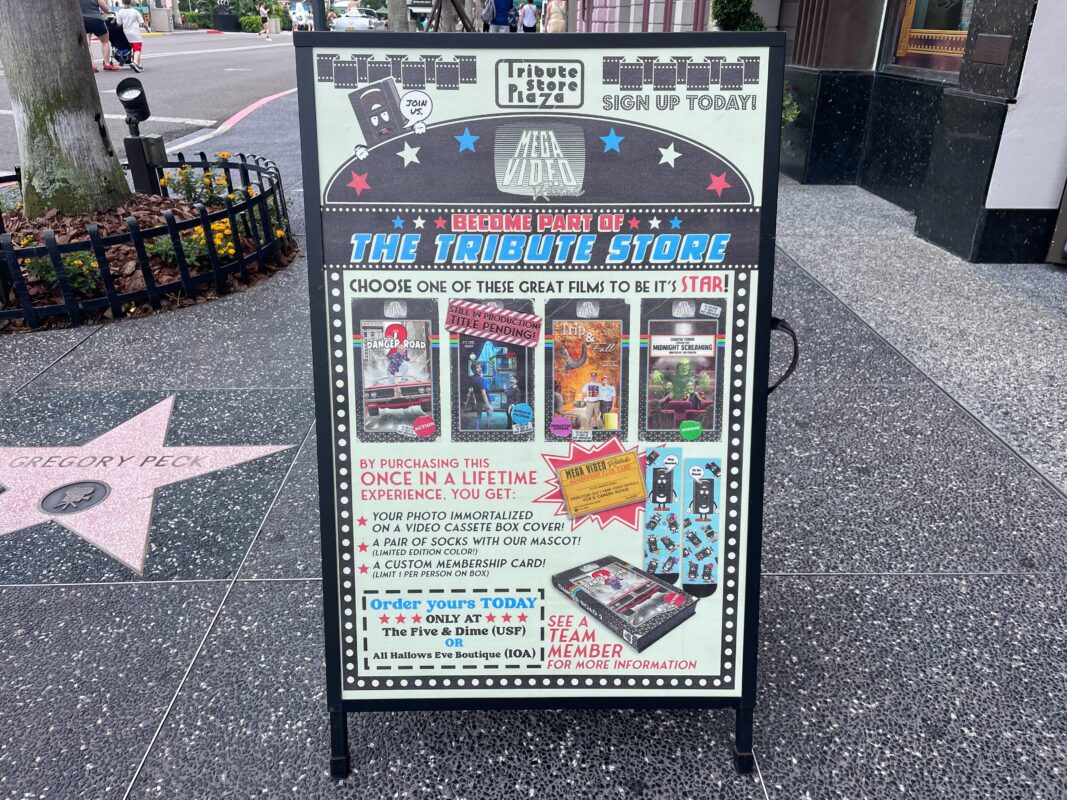 Tribute
Store
Plaza
JOIN
US.
SIGN UP TODAY!
MEGA
VIDEO
BECOME PART OF
THE TRIBUTE STORE
CHOOSE ONE OF THESE GREAT FILMS TO BE IT'S STAR!
STILL IN PRODUCTION!
TITLE PENDING!
2
DANGER ROAD
Trip
&
Fall
MIDNIGHT SCREAMING
ACTION
HORROR
GREGORY PECK
BY PURCHASING THIS
ONCE IN A LIFETIME
EXPERIENCE, YOU GET:
YOUR PHOTO IMMORTALIZED
ON A VIDEO CASSETE BOX COVER!
A PAIR OF SOCKS WITH OUR MASCOT!
(LIMITED EDITION COLOR!)
A CUSTOM MEMBERSHIP CARD!
(LIMIT 1 PER PERSON ON BOX)
MEGA VIDEO
VCR & CAMERA REPAIR
Order yours TODAY
ONLY AT
The Five & Dime (USF)
OR
All Hallows Eve Boutique (IOA)
SEE A
TEAM
MEMBER
FOR MORE INFORMATION